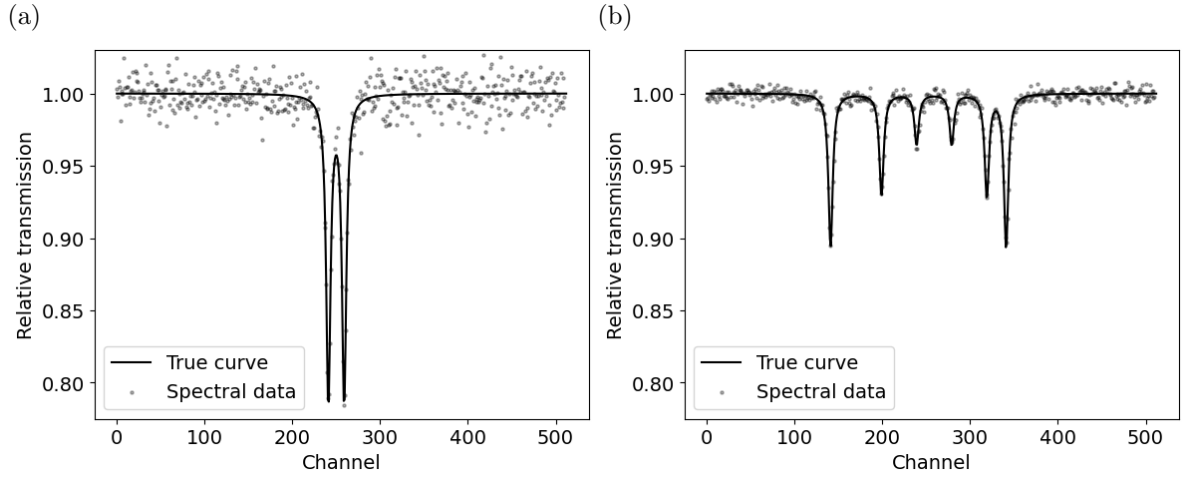 (a)
Relative transmission
1.00
0.95
0.90
0.85
0.80
True curve
Spectral data
0 100 200 300 400 500
Channel
(b)
Relative transmission
1.00
0.95
0.90
0.85
0.80
True curve
Spectral data
0 100 200 300 400 500
Channel